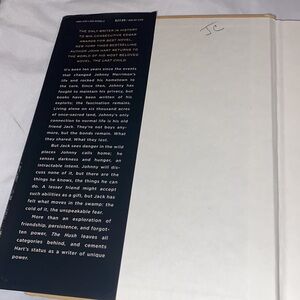 THE ONLY WRITER IN HISTORY
TO WIN CONSECUTIVE EDGAR
AWARDS FOR BEST NOVEL,
NEW YORK TIMES BESTSELLING
AUTHOR JOHN HART RETURNS TO
THE WORLD OF HIS MOST BELOVED
NOVEL, THE LAST CHILD
It's been ten years since the events
that changed Johnny Merrimon's
life and rocked his hometown to
the core. Since then, Johnny has
fought to maintain his privacy, but
books have been written of his
exploits; the fascination remains.
Living alone on six thousand acres
of once-sacred land, Johnny's only
connection to normal life is his old
friend Jack. They're not boys any-
more, but the bonds remain. What
they shared. What they lost.
But Jack sees danger in the wild
places Johnny calls home; he
senses darkness and hunger, an
intractable intent. Johnny will dis-
cuss none of it, but there are the
things he knows, the things he can
do. A lesser friend might accept
such abilities as a gift, but Jack has
felt what moves in the swamp: the
cold of it, the unspeakable fear.
More than an exploration of
friendship, persistence, and forgot-
ten power, The Hush leaves all
categories behind, and cements
Hart's status as a writer of unique
power.
JC